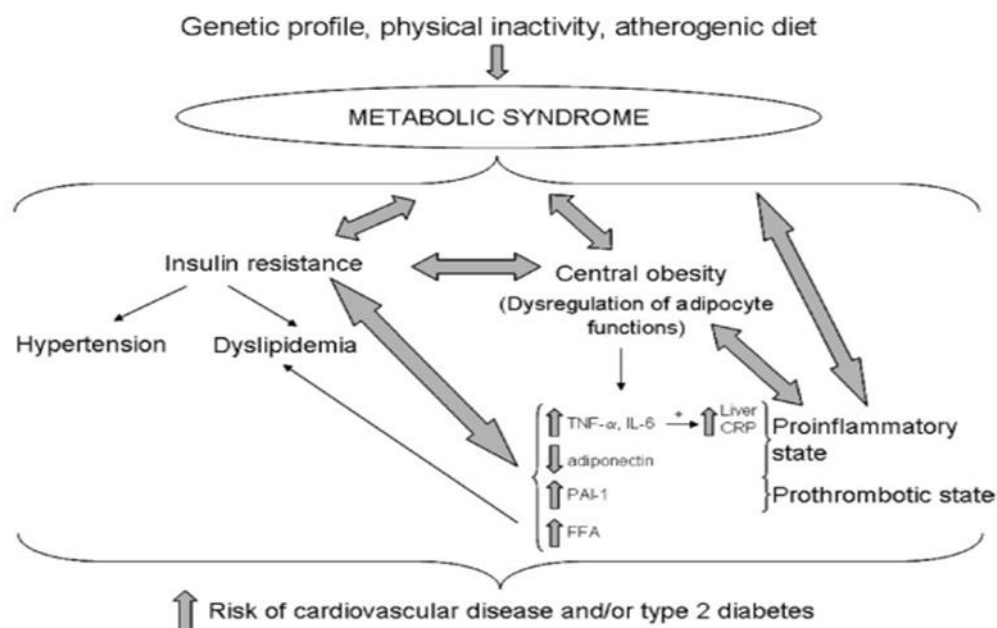 Genetic profile, physical inactivity, atherogenic diet
METABOLIC SYNDROME
Insulin resistance
Central obesity
(Dysregulation of adipocyte
functions)
Hypertension
Dyslipidemia
TNF-α, IL-6
+
Liver
CRP
adiponectin
PAI-1
FFA
Proinflammatory
state
Prothrombotic state
Risk of cardiovascular disease and/or type 2 diabetes